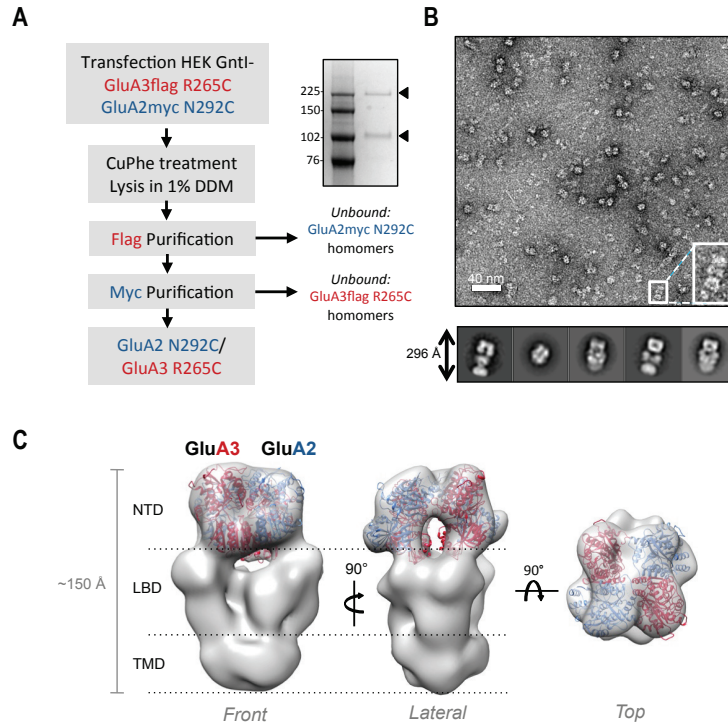 A
Transfection HEK GntI-
GluA3flag R265C
GluA2myc N292C
CuPhe treatment
Lysis in 1% DDM
Flag Purification
Myc Purification
GluA2 N292C/
GluA3 R265C
225
150
102
76
Unbound:
GluA2myc N292C
homomers
Unbound:
GluA3flag R265C
homomers
B
40 nm
296 Å
C
GluA3 GluA2
~150 Å
NTD
LBD
TMD
90°
90°
Front
Lateral
Top